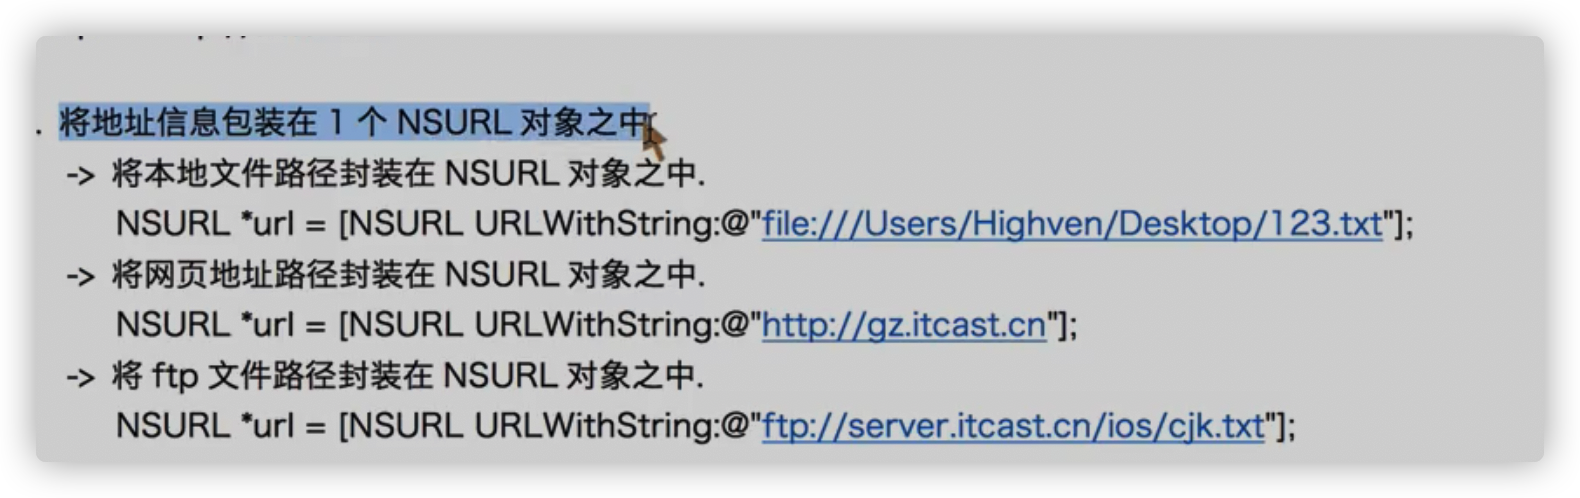 . 将地址信息包装在 1 个 NSURL 对象之中
-> 将本地文件路径封装在 NSURL 对象之中.
NSURL *url = [NSURL URLWithString:@"file:///Users/Highven/Desktop/123.txt"];
-> 将网页地址路径封装在 NSURL 对象之中.
NSURL *url = [NSURL URLWithString:@"http://gz.itcast.cn"];
-> 将 ftp 文件路径封装在 NSURL 对象之中.
NSURL *url = [NSURL URLWithString:@"ftp://server.itcast.cn/ios/cjk.txt"];